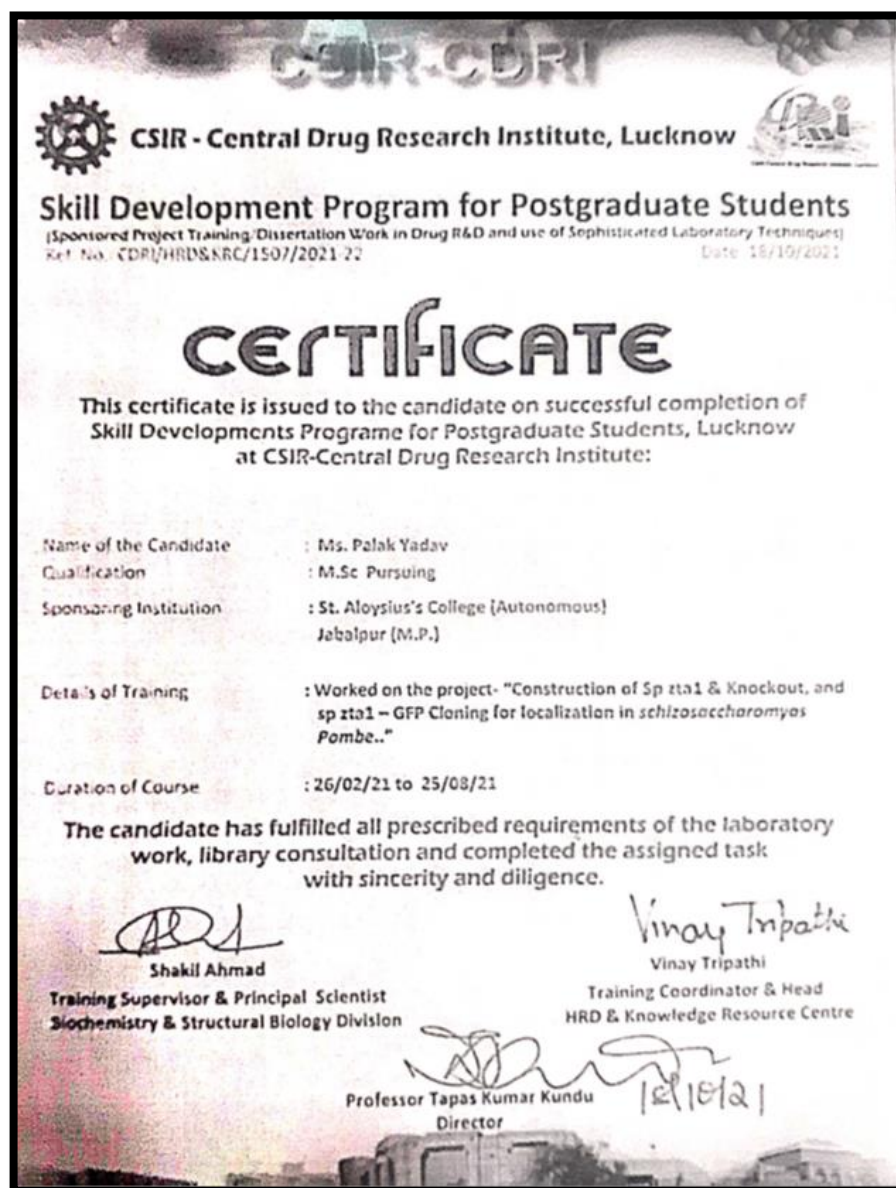 CSIR-CDRI
CSIR - Central Drug Research Institute, Lucknow
Skill Development Program for Postgraduate Students
(Sponsored Project Training/Dissertation Work in Drug R&D and use of Sophisticated Laboratory Techniques)
Ref. No. CDRI/HRD&KRC/1507/2021-22 Date 18/10/2021
CERTIFICATE
This certificate is issued to the candidate on successful completion of
Skill Developments Programe for Postgraduate Students, Lucknow
at CSIR-Central Drug Research Institute:
Name of the Candidate : Ms. Palak Yadav
Qualification : M.Sc Pursuing
Sponsoring Institution : St. Aloysius's College (Autonomous)
Jabalpur (M.P.)
Details of Training : Worked on the project- "Construction of Sp zta1 & Knockout, and
sp zta1 – GFP Cloning for localization in schizosaccharomyos
Pombe.."
Duration of Course : 26/02/21 to 25/08/21
The candidate has fulfilled all prescribed requirements of the laboratory
work, library consultation and completed the assigned task
with sincerity and diligence.
Vinay Tripathi
Shakil Ahmad
Training Supervisor & Principal Scientist
Biochemistry & Structural Biology Division
Vinay Tripathi
Training Coordinator & Head
HRD & Knowledge Resource Centre
Professor Tapas Kumar Kundu
Director